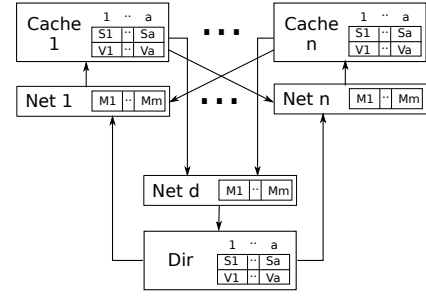 Cache 1
1 ·· a
S1 ·· Sa
V1 ·· Va
...
Cache n
1 ·· a
S1 ·· Sa
V1 ·· Va
Net 1 M1 ·· Mm
...
Net n M1 ·· Mm
Net d M1 ·· Mm
Dir
1 ·· a
S1 ·· Sa
V1 ·· Va